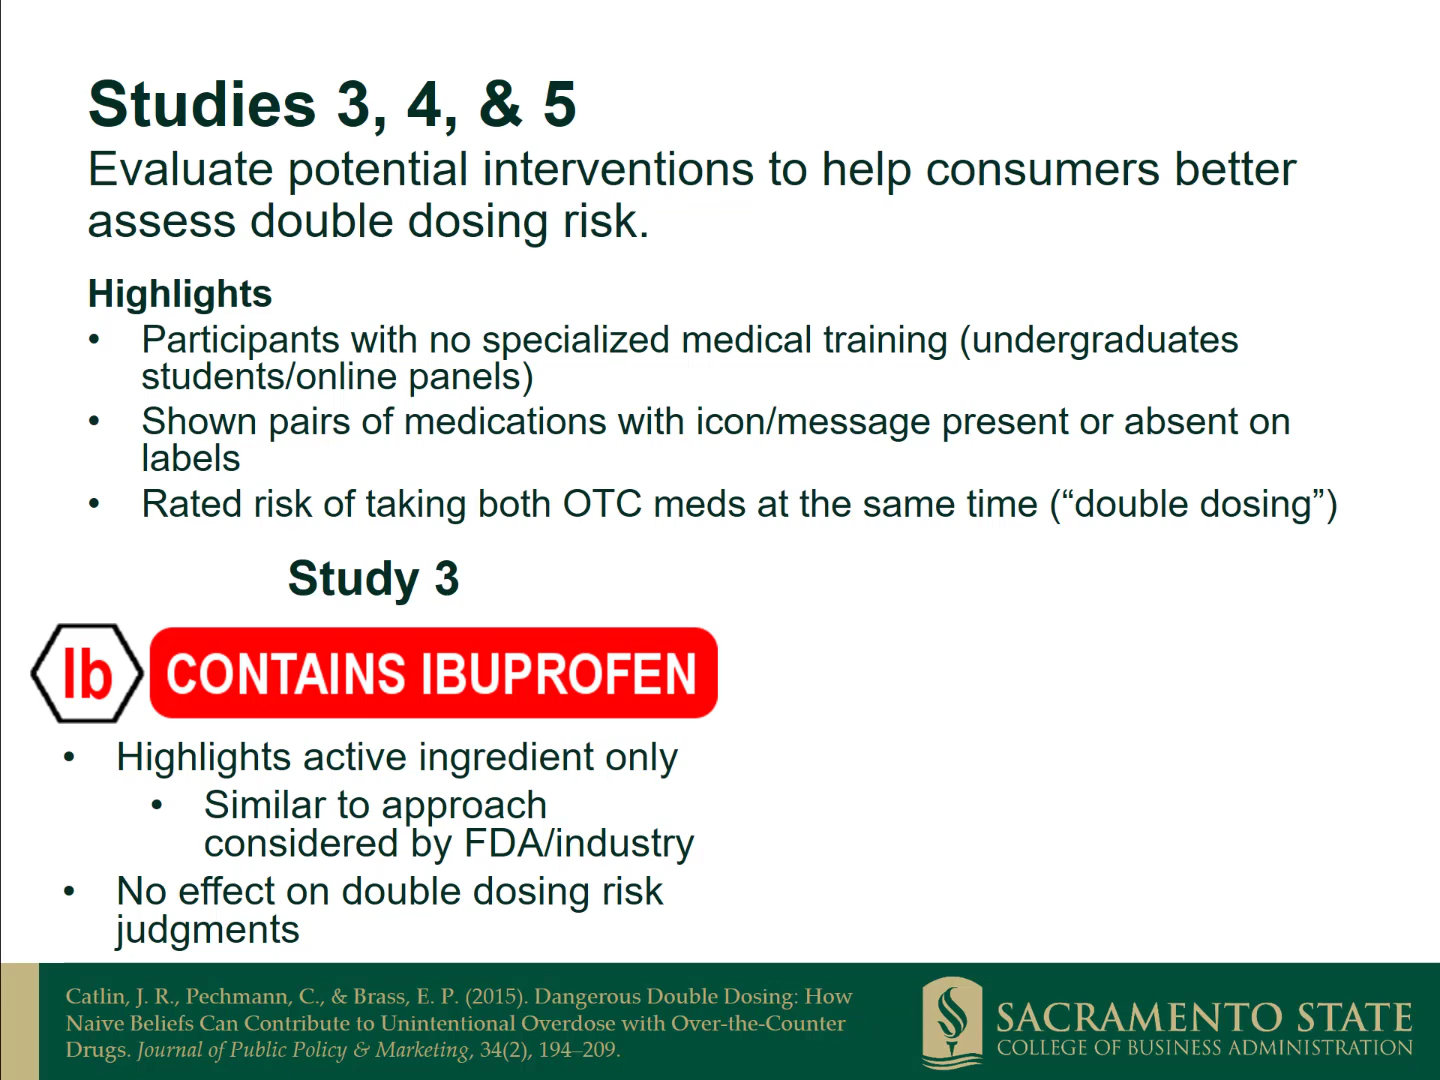 Studies 3, 4, & 5
Evaluate potential interventions to help consumers better
assess double dosing risk.
Highlights
• Participants with no specialized medical training (undergraduates
students/online panels)
• Shown pairs of medications with icon/message present or absent on
labels
• Rated risk of taking both OTC meds at the same time (“double dosing”)
Study 3
Ib CONTAINS IBUPROFEN
• Highlights active ingredient only
• Similar to approach
considered by FDA/industry
• No effect on double dosing risk
judgments
Catlin, J. R., Pechmann, C., & Brass, E. P. (2015). Dangerous Double Dosing: How
Naive Beliefs Can Contribute to Unintentional Overdose with Over-the-Counter
Drugs. Journal of Public Policy & Marketing, 34(2), 194–209.
SACRAMENTO STATE
COLLEGE OF BUSINESS ADMINISTRATION